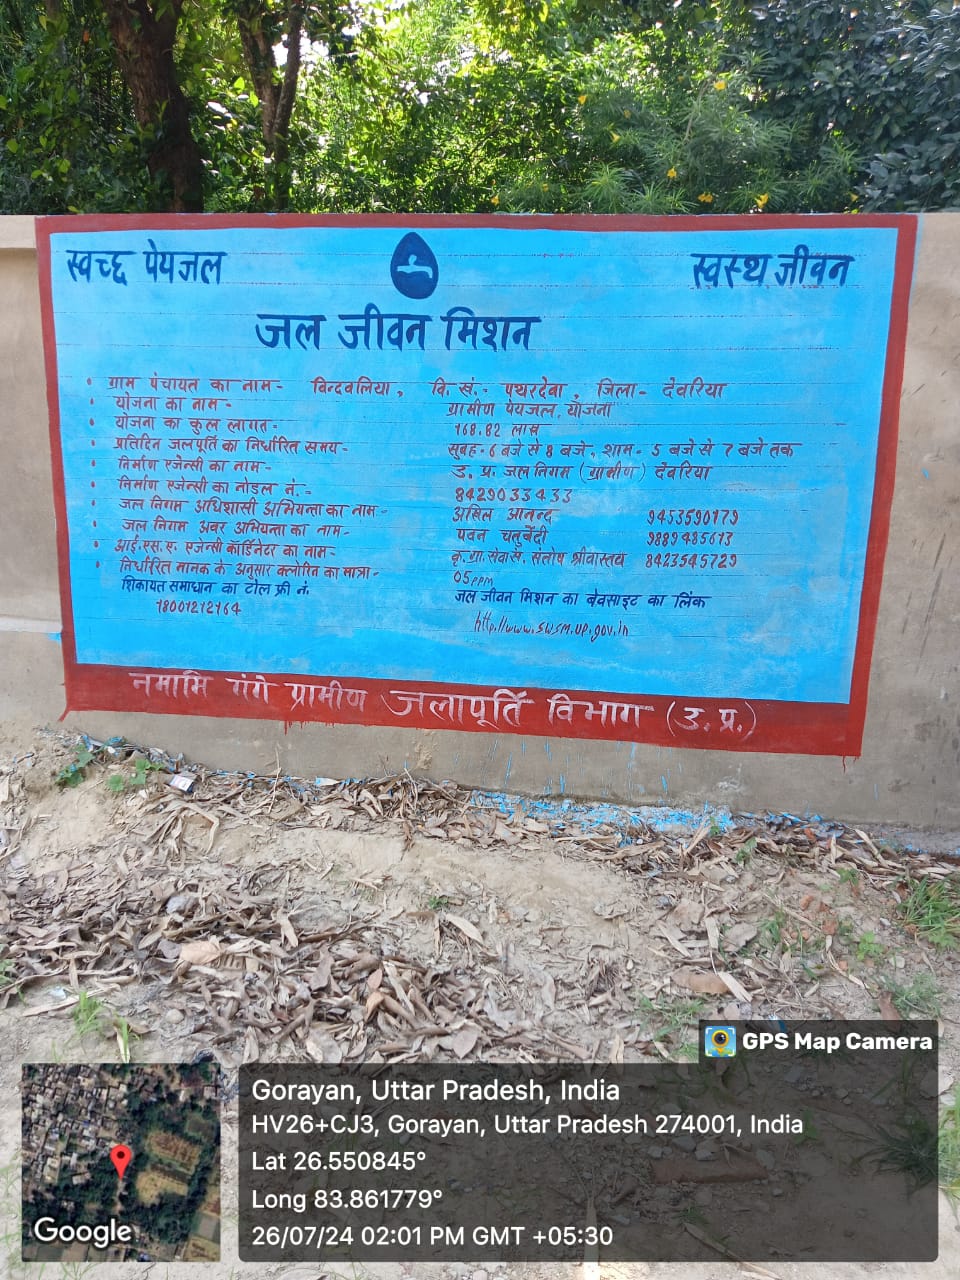 स्वच्छ पेयजल स्वस्थ जीवन
जल जीवन मिशन
• ग्राम पंचायत का नाम- विन्दवलिया, वि. सं.- पथरदेवा, जिला- देवरिया
• योजना का नाम- ग्रामीण पेयजल योजना
• योजना का कुल लागत- 168.82 लाख
• प्रतिदिन जलपूर्ति का निर्धारित समय- सुबह- 6 बजे से 8 बजे, शाम- 5 बजे से 7 बजे तक
• निर्माण एजेन्सी का नाम- उ. प्र. जल निगम (ग्रामीण) देवरिया
• निर्माण एजेन्सी का नोडल नं.- 8429033433
• जल निगम अधिशासी अभियन्ता का नाम- अखिल आनन्द 9453590179
• जल निगम अवर अभियन्ता का नाम- पवन चतुर्वेदी 9889485613
• आई.एस.ए. एजेन्सी कॉर्डिनेटर का नाम- कृ. ग्रा. सेवा सं. संतोष श्रीवास्तव 8423545729
• निर्धारित मानक के अनुसार क्लोरिन का मात्रा- 05 ppm
शिकायत समाधान का टोल फ्री नं. जल जीवन मिशन का बेवसाइट का लिंक
18001212164 http://www.swsm.up.gov.in
नमामि गंगे ग्रामीण जलापूर्ति विभाग (उ. प्र.)
GPS Map Camera
Gorayan, Uttar Pradesh, India
HV26+CJ3, Gorayan, Uttar Pradesh 274001, India
Lat 26.550845°
Long 83.861779°
26/07/24 02:01 PM GMT +05:30
Google